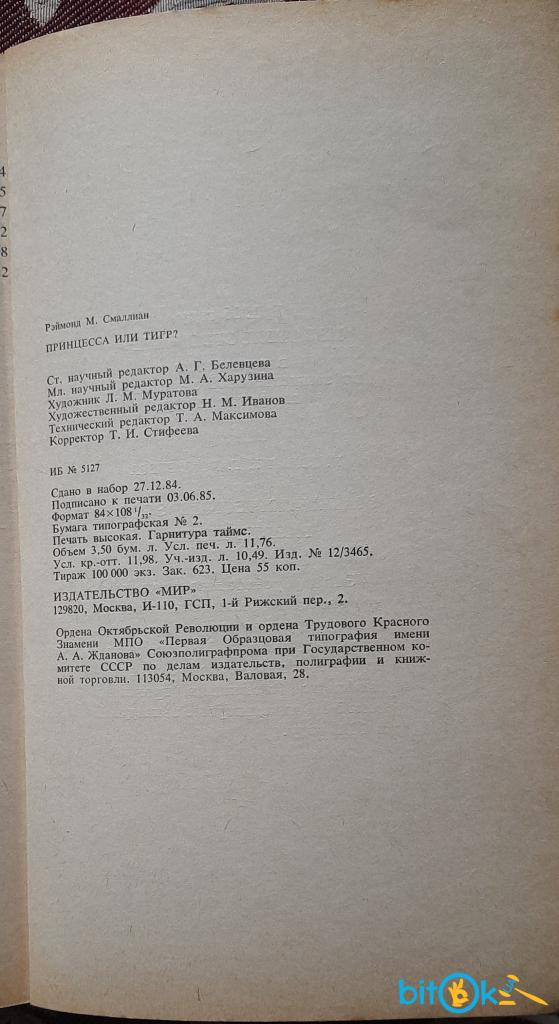 4
5
7
2
8
2
Рэймонд М. Смаллиан
ПРИНЦЕССА ИЛИ ТИГР?
Ст. научный редактор А. Г. Белевцева
Мл. научный редактор М. А. Харузина
Художник Л. М. Муратова
Художественный редактор Н. М. Иванов
Технический редактор Т. А. Максимова
Корректор Т. И. Стифеева
ИБ № 5127
Сдано в набор 27.12.84.
Подписано к печати 03.06.85.
Формат 84×108 1/32.
Бумага типографская № 2.
Печать высокая. Гарнитура таймс.
Объем 3,50 бум. л. Усл. печ. л. 11,76.
Усл. кр.-отт. 11,98. Уч.-изд. л. 10,49. Изд. № 12/3465.
Тираж 100 000 экз. Зак. 623. Цена 55 коп.
ИЗДАТЕЛЬСТВО «МИР»
129820, Москва, И-110, ГСП, 1-й Рижский пер., 2.
Ордена Октябрьской Революции и ордена Трудового Красного
Знамени МПО «Первая Образцовая типография имени
А. А. Жданова» Союзполиграфпрома при Государственном ко-
митете СССР по делам издательств, полиграфии и книж-
ной торговли. 113054, Москва, Валовая, 28.
bitok